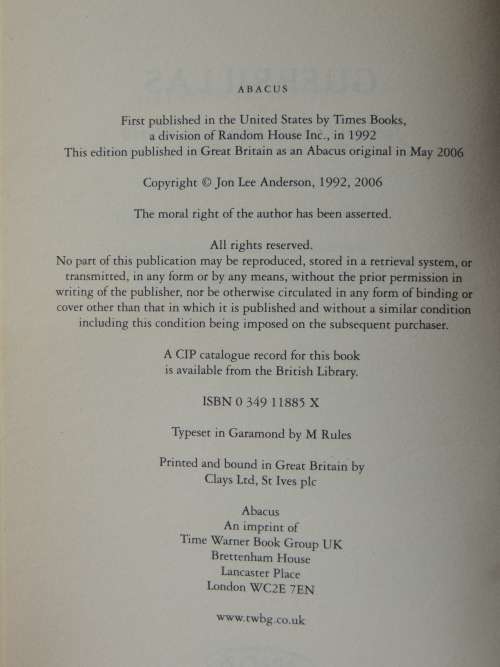 ABACUS
First published in the United States by Times Books,
a division of Random House Inc., in 1992
This edition published in Great Britain as an Abacus original in May 2006
Copyright © Jon Lee Anderson, 1992, 2006
The moral right of the author has been asserted.
All rights reserved.
No part of this publication may be reproduced, stored in a retrieval system, or
transmitted, in any form or by any means, without the prior permission in
writing of the publisher, nor be otherwise circulated in any form of binding or
cover other than that in which it is published and without a similar condition
including this condition being imposed on the subsequent purchaser.
A CIP catalogue record for this book
is available from the British Library.
ISBN 0 349 11885 X
Typeset in Garamond by M Rules
Printed and bound in Great Britain by
Clays Ltd, St Ives plc
Abacus
An imprint of
Time Warner Book Group UK
Brettenham House
Lancaster Place
London WC2E 7EN
www.twbg.co.uk